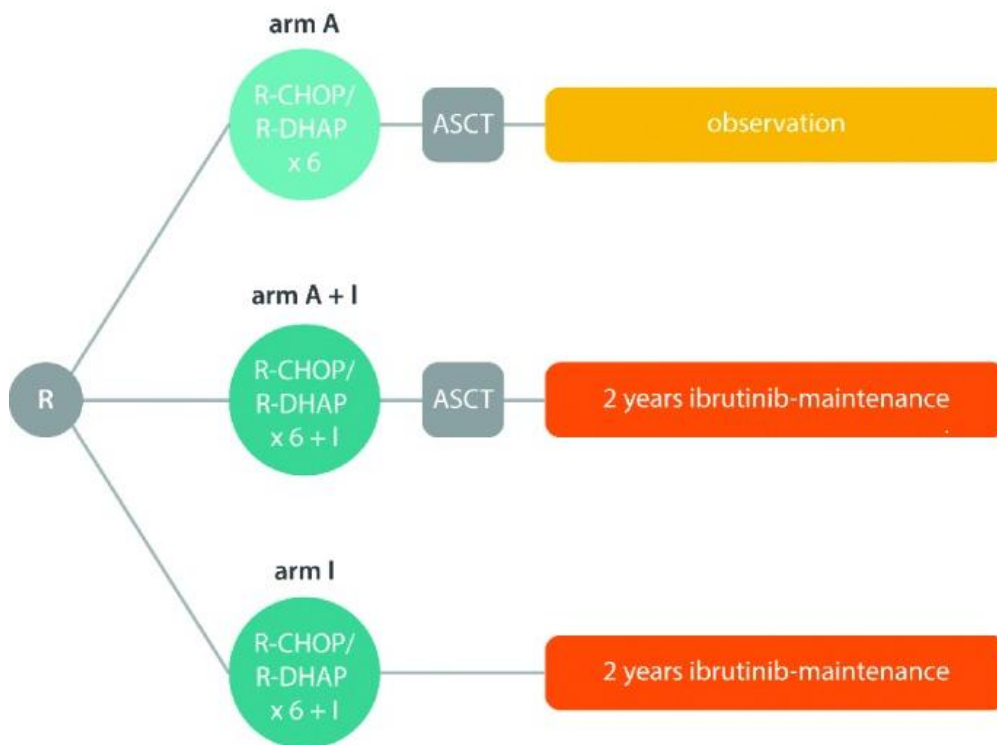 arm A
R-CHOP/
R-DHAP
x 6
ASCT
observation
arm A + I
R
R-CHOP/
R-DHAP
x 6 + I
ASCT
2 years ibrutinib-maintenance
arm I
R-CHOP/
R-DHAP
x 6 + I
2 years ibrutinib-maintenance